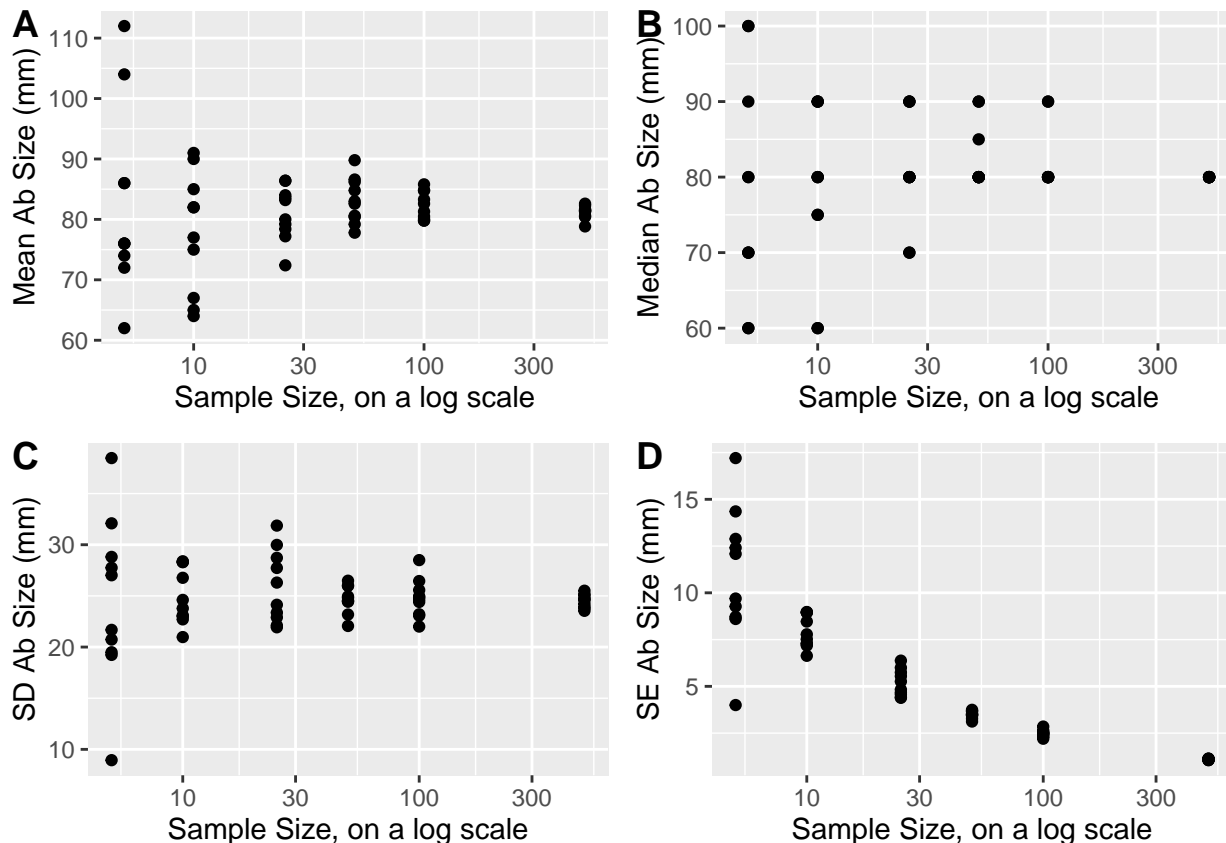 A
Mean Ab Size (mm)
110
100
90
80
70
60
10 30 100 300
Sample Size, on a log scale
B
Median Ab Size (mm)
100
90
80
70
60
10 30 100 300
Sample Size, on a log scale
C
SD Ab Size (mm)
30
20
10
10 30 100 300
Sample Size, on a log scale
D
SE Ab Size (mm)
15
10
5
10 30 100 300
Sample Size, on a log scale